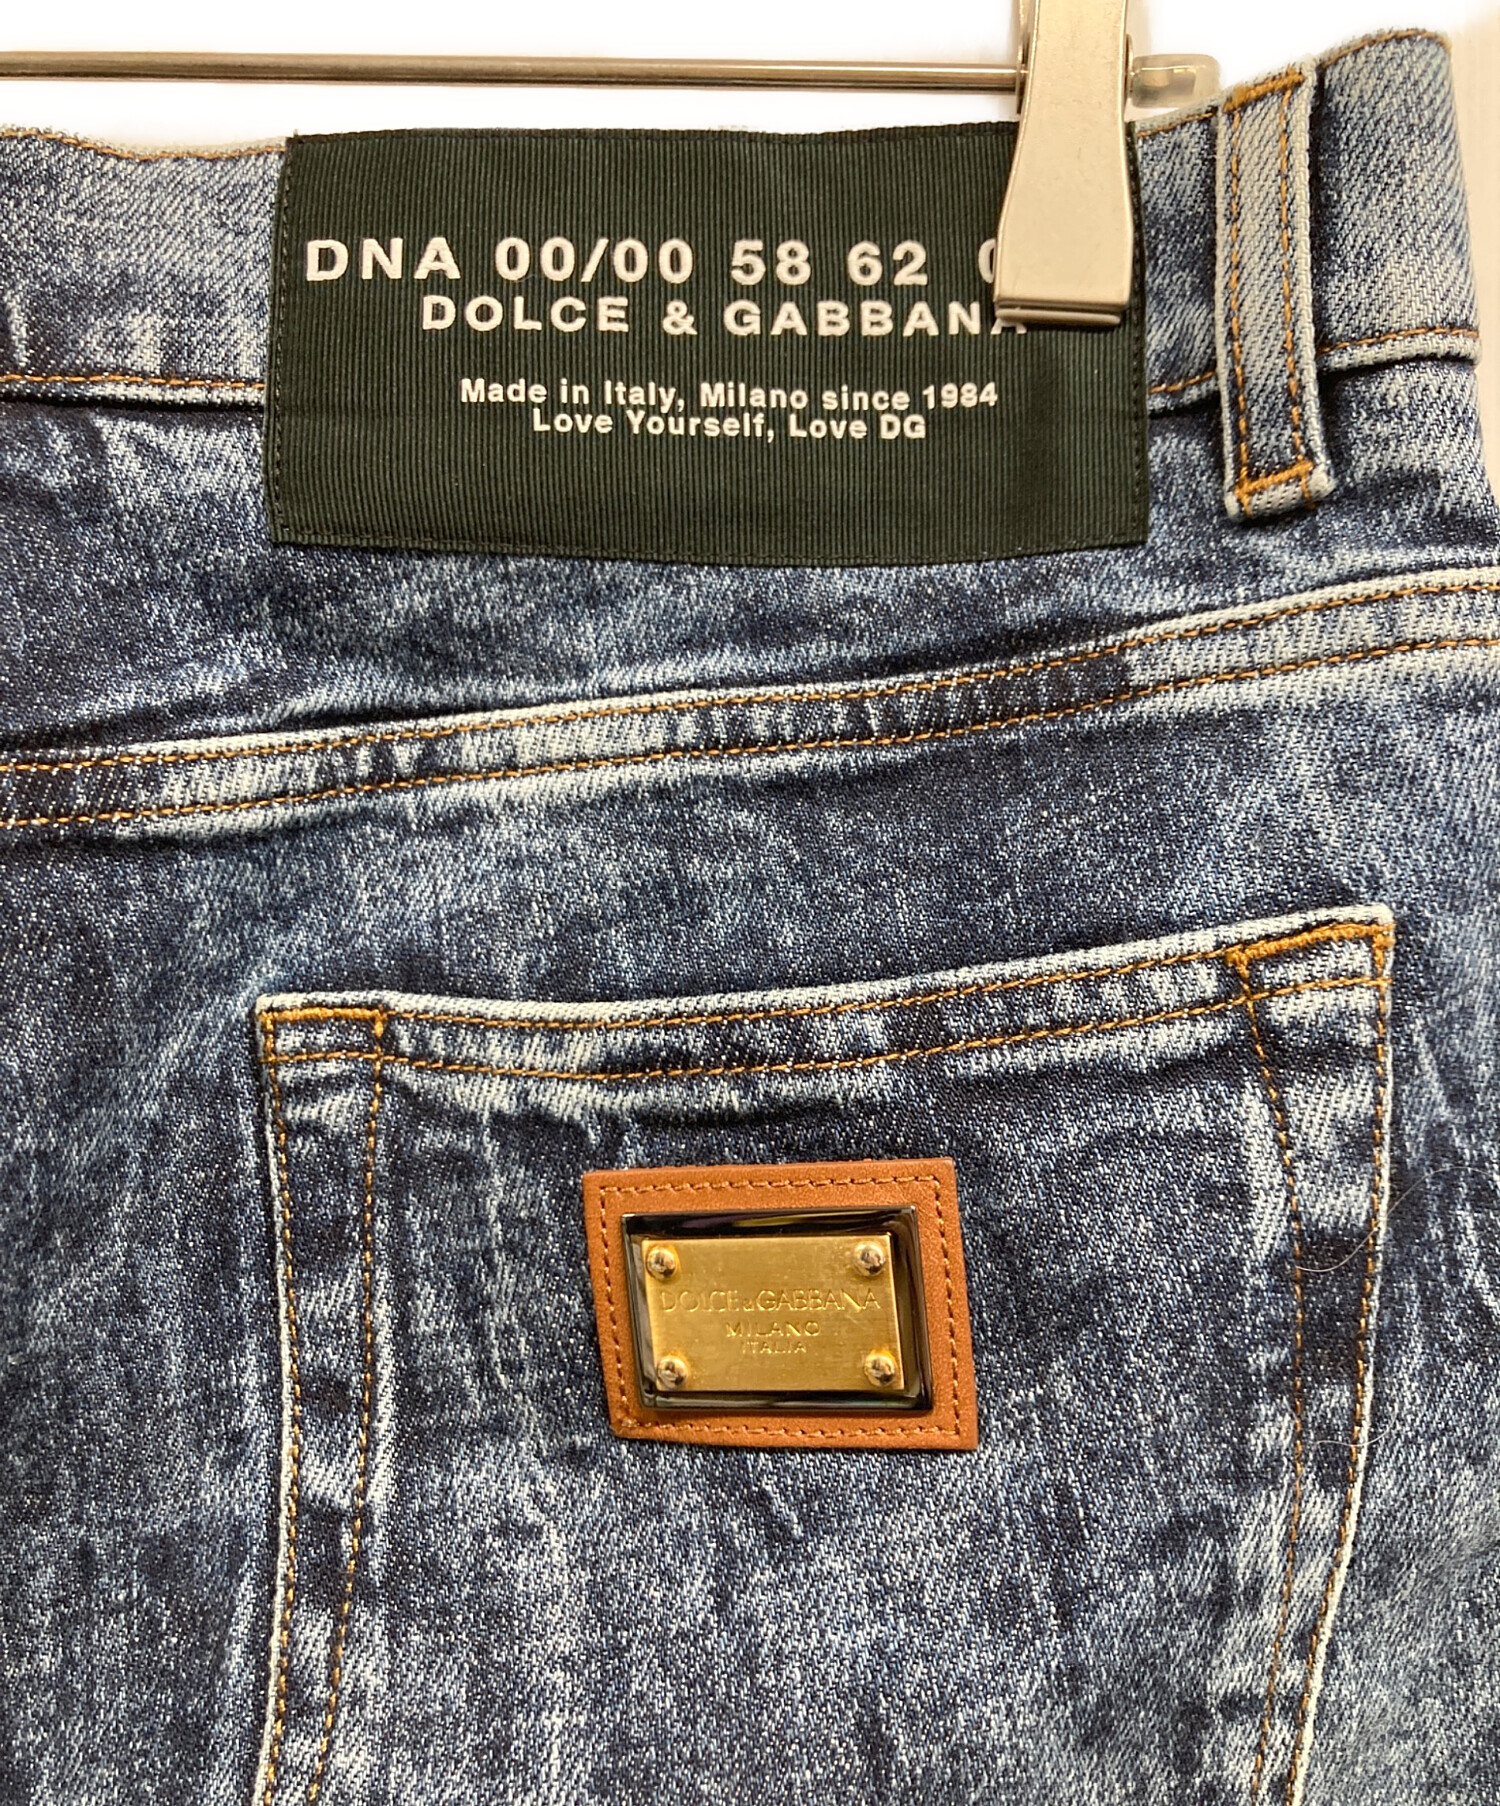 DNA 00/00 58 62
DOLCE & GABBANA
Made in Italy, Milano since 1984
Love Yourself, Love DG
DOLCE&GABBANA
MILANO
ITALIA